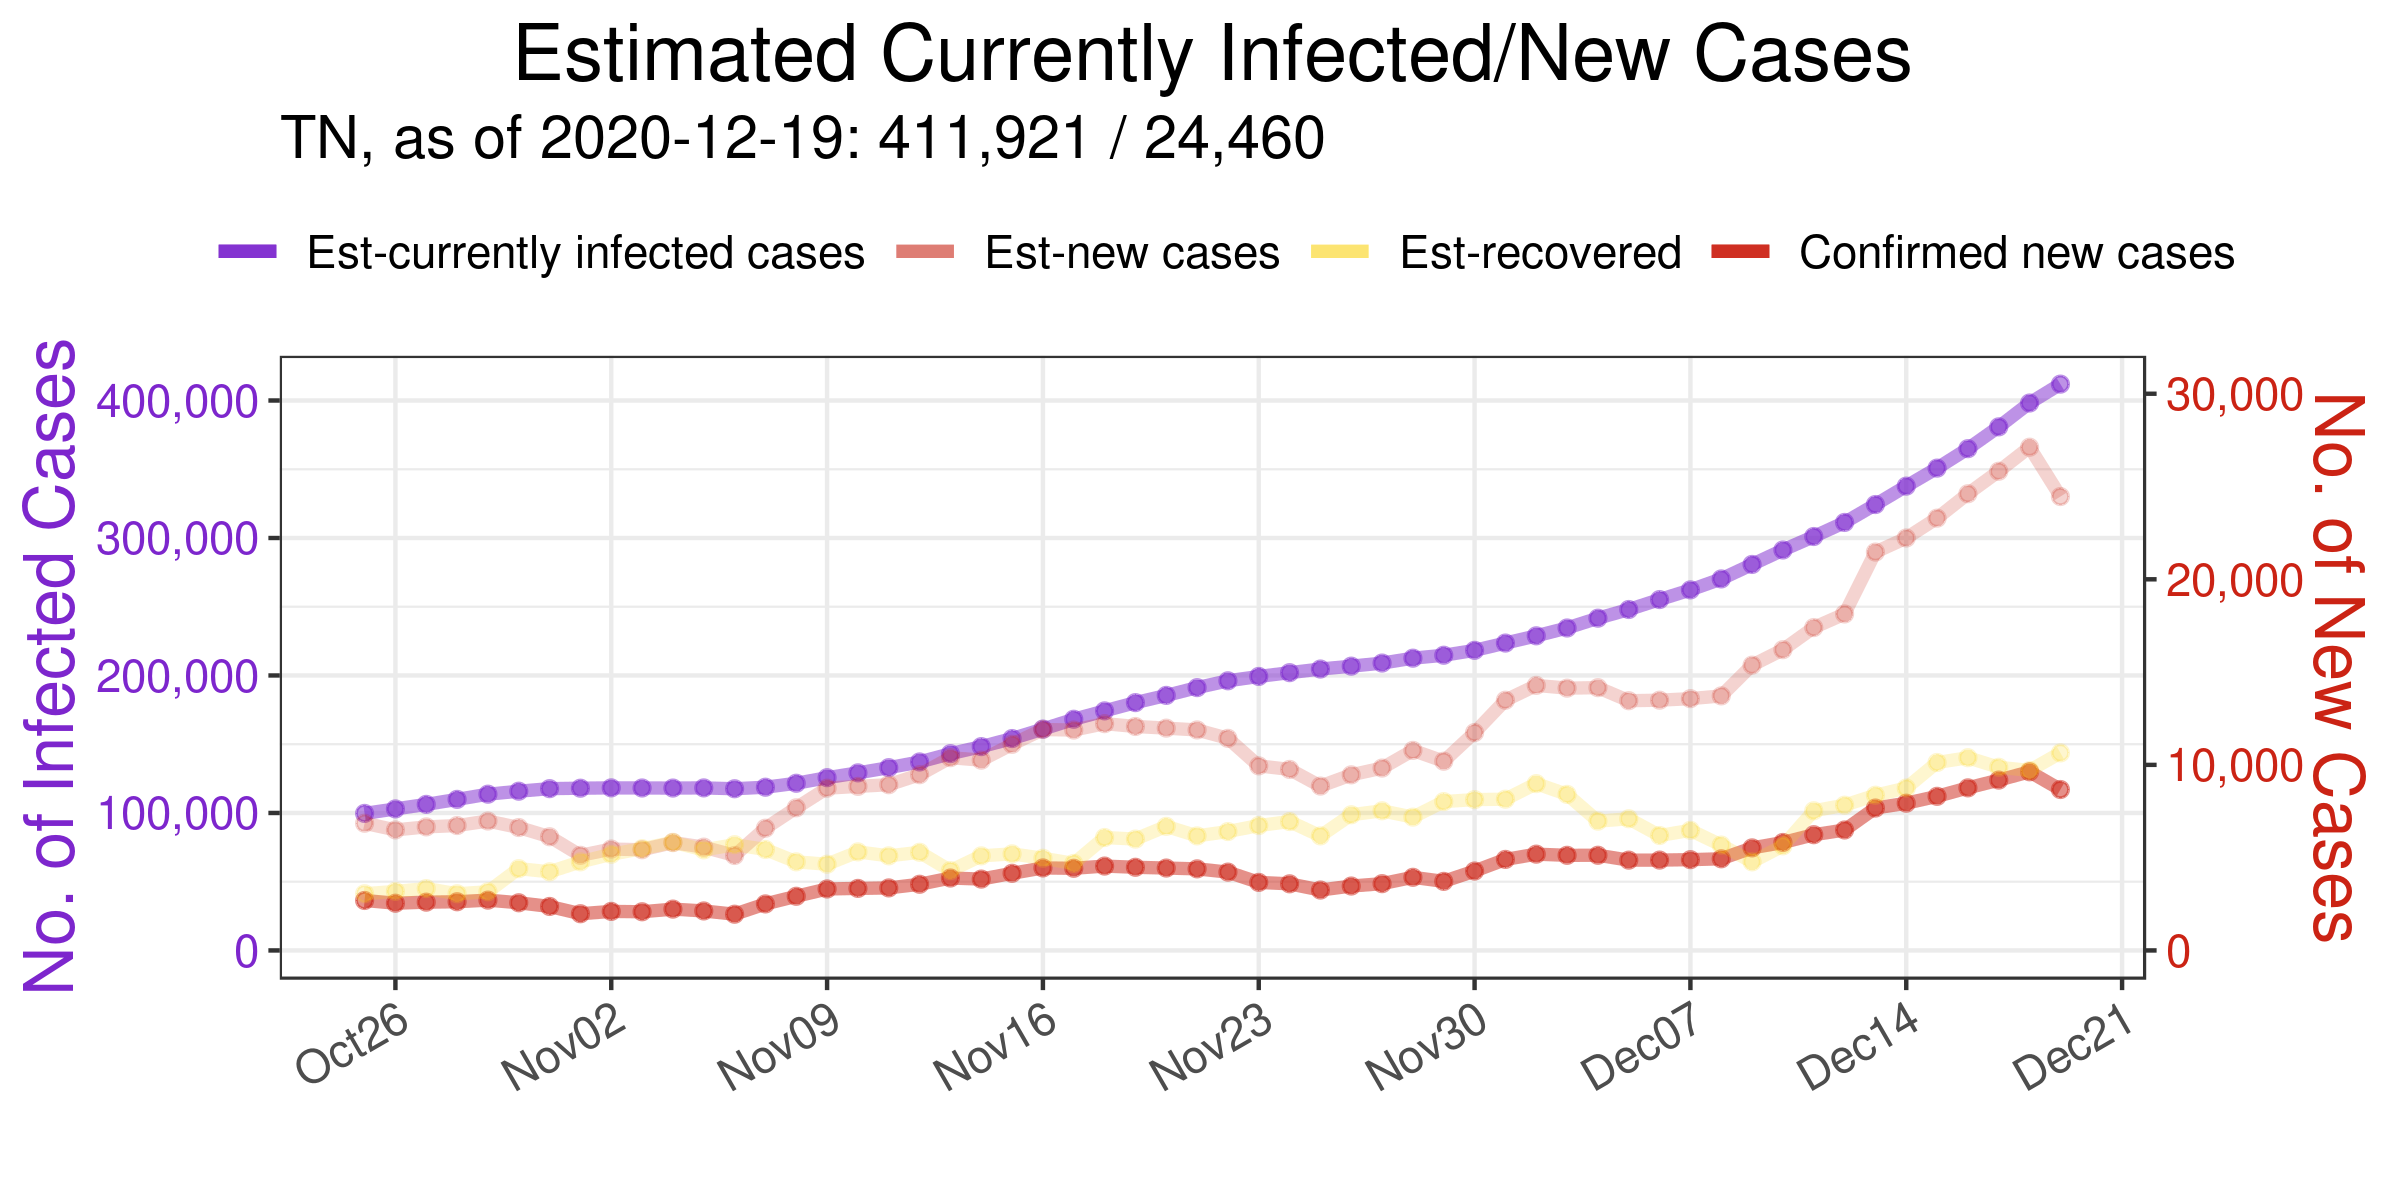 Estimated Currently Infected/New Cases
TN, as of 2020-12-19: 411,921 / 24,460
Est-currently infected cases Est-new cases Est-recovered Confirmed new cases
No. of Infected Cases
400,000
300,000
200,000
100,000
0
30,000
20,000
10,000
0
No. of New Cases
Oct26 Nov02 Nov09 Nov16 Nov23 Nov30 Dec07 Dec14 Dec21